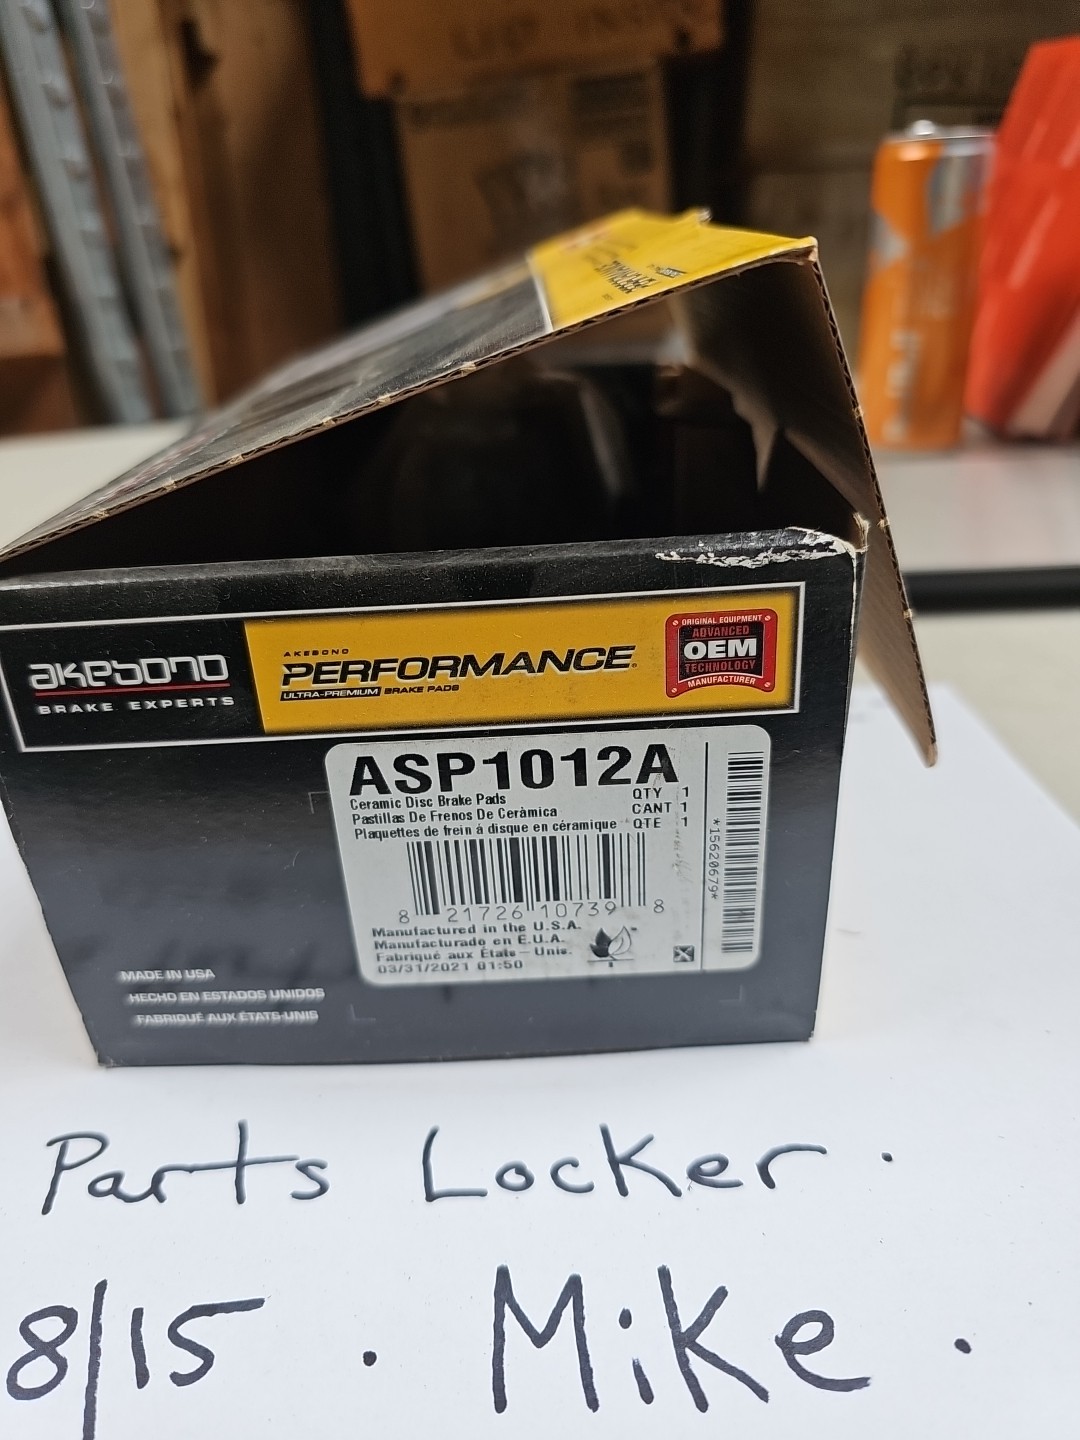 akebono
BRAKE EXPERTS
AKEBONO
PERFORMANCE
ULTRA-PREMIUM BRAKE PADS
ORIGINAL EQUIPMENT
ADVANCED
OEM
TECHNOLOGY
MANUFACTURER
ASP1012A
Ceramic Disc Brake Pads QTY 1
Pastillas De Frenos De Ceràmica CANT 1
Plaquettes de frein à disque en céramique QTE 1
*15620679*
8 21726 10739 8
Manufactured in the U.S.A.
Manufacturado en E.U.A.
Fabriqué aux États-Unis.
03/31/2021 01:50
MADE IN USA
HECHO EN ESTADOS UNIDOS
FABRIQUÉ AUX ÉTATS-UNIS
Parts Locker.
8/15 . Mike.